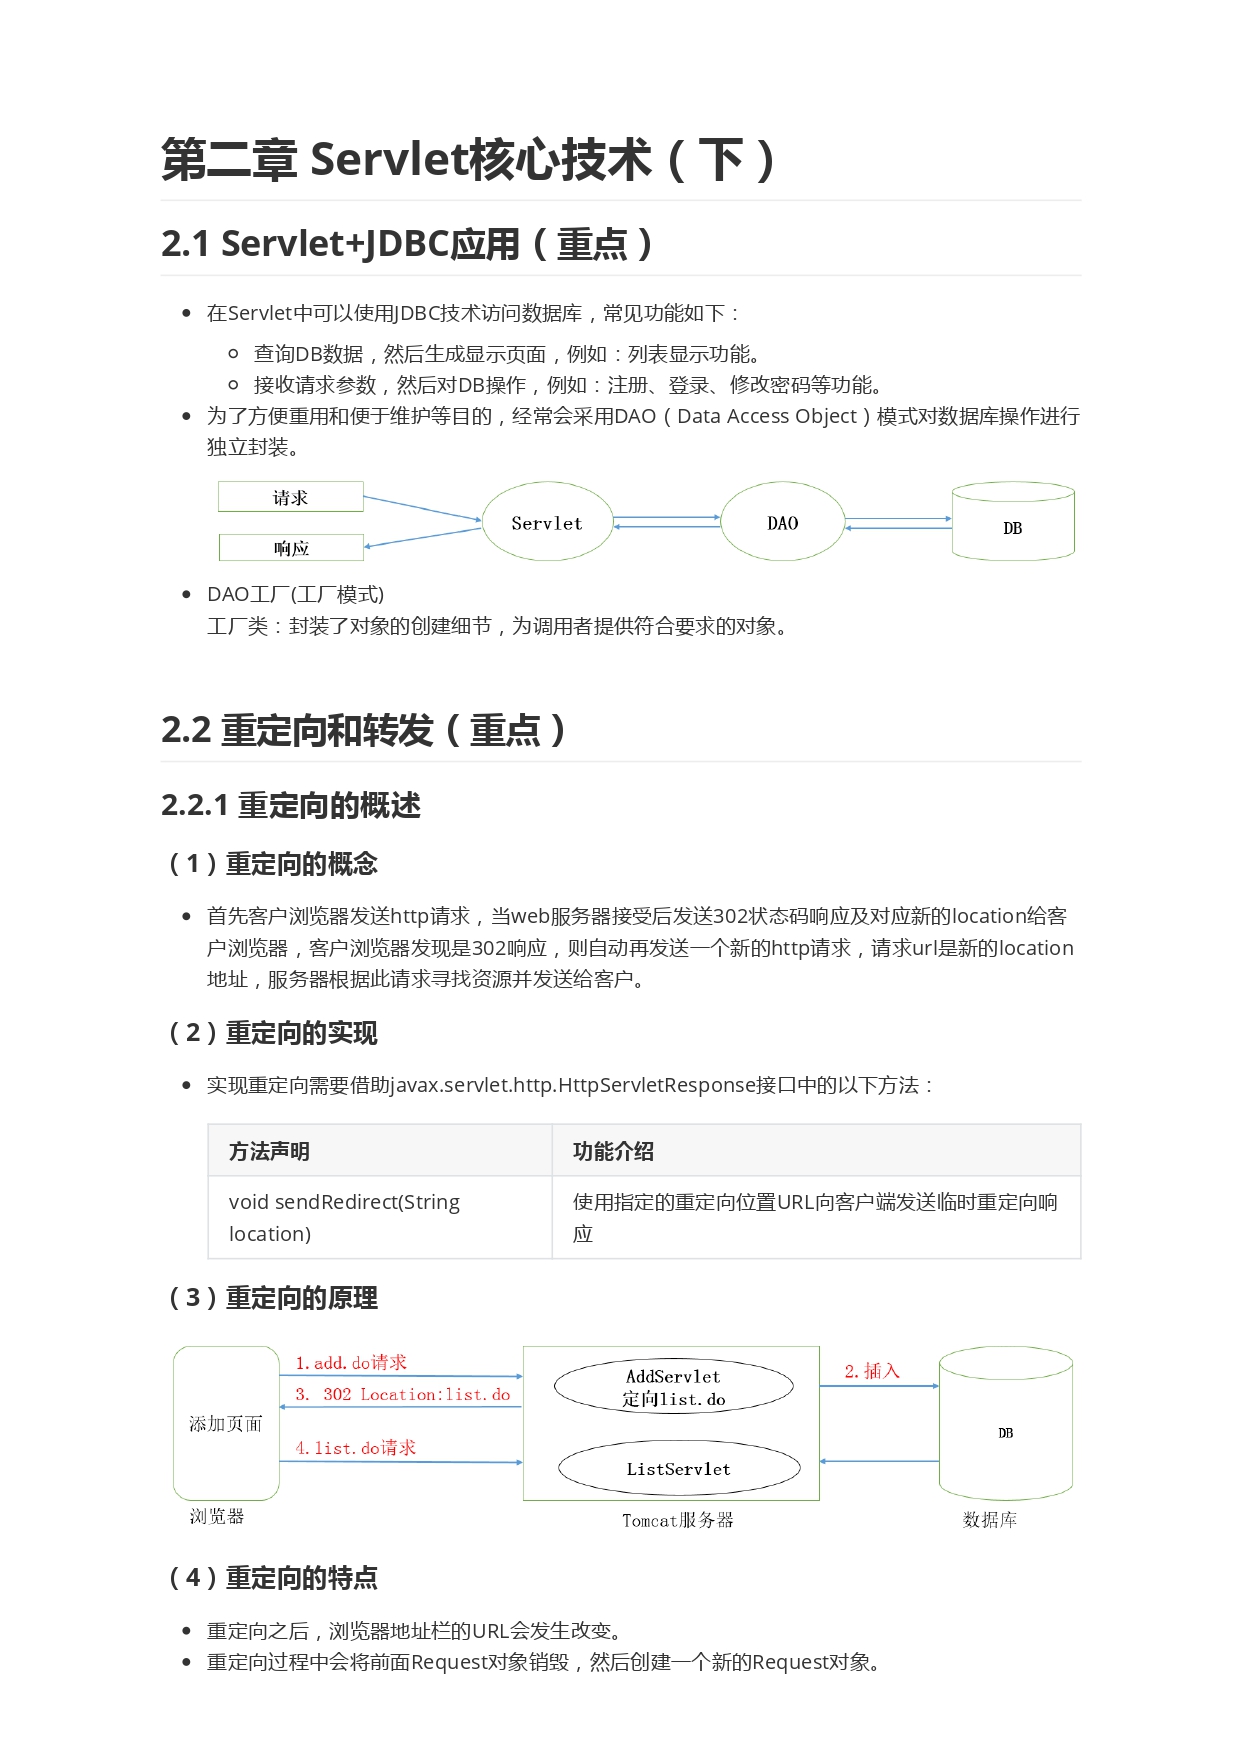 第二章 Servlet核心技术（下）
2.1 Servlet+JDBC应用（重点）
在Servlet中可以使用JDBC技术访问数据库，常见功能如下：
查询DB数据，然后生成显示页面，例如：列表显示功能。
接收请求参数，然后对DB操作，例如：注册、登录、修改密码等功能。
为了方便重用和便于维护等目的，经常会采用DAO（Data Access Object）模式对数据库操作进行
独立封装。
请求
响应
Servlet
DAO
DB
DAO工厂(工厂模式)
工厂类：封装了对象的创建细节，为调用者提供符合要求的对象。
2.2 重定向和转发（重点）
2.2.1 重定向的概述
（1）重定向的概念
首先客户浏览器发送http请求，当web服务器接受后发送302状态码响应及对应新的location给客
户浏览器，客户浏览器发现是302响应，则自动再发送一个新的http请求，请求url是新的location
地址，服务器根据此请求寻找资源并发送给客户。
（2）重定向的实现
实现重定向需要借助javax.servlet.http.HttpServletResponse接口中的以下方法：
方法声明
功能介绍
void sendRedirect(String
location)
使用指定的重定向位置URL向客户端发送临时重定向响
应
（3）重定向的原理
添加页面
浏览器
1.add.do请求
3. 302 Location:list.do
4.list.do请求
AddServlet
定向list.do
ListServlet
Tomcat服务器
2.插入
DB
数据库
（4）重定向的特点
重定向之后，浏览器地址栏的URL会发生改变。
重定向过程中会将前面Request对象销毁，然后创建一个新的Request对象。